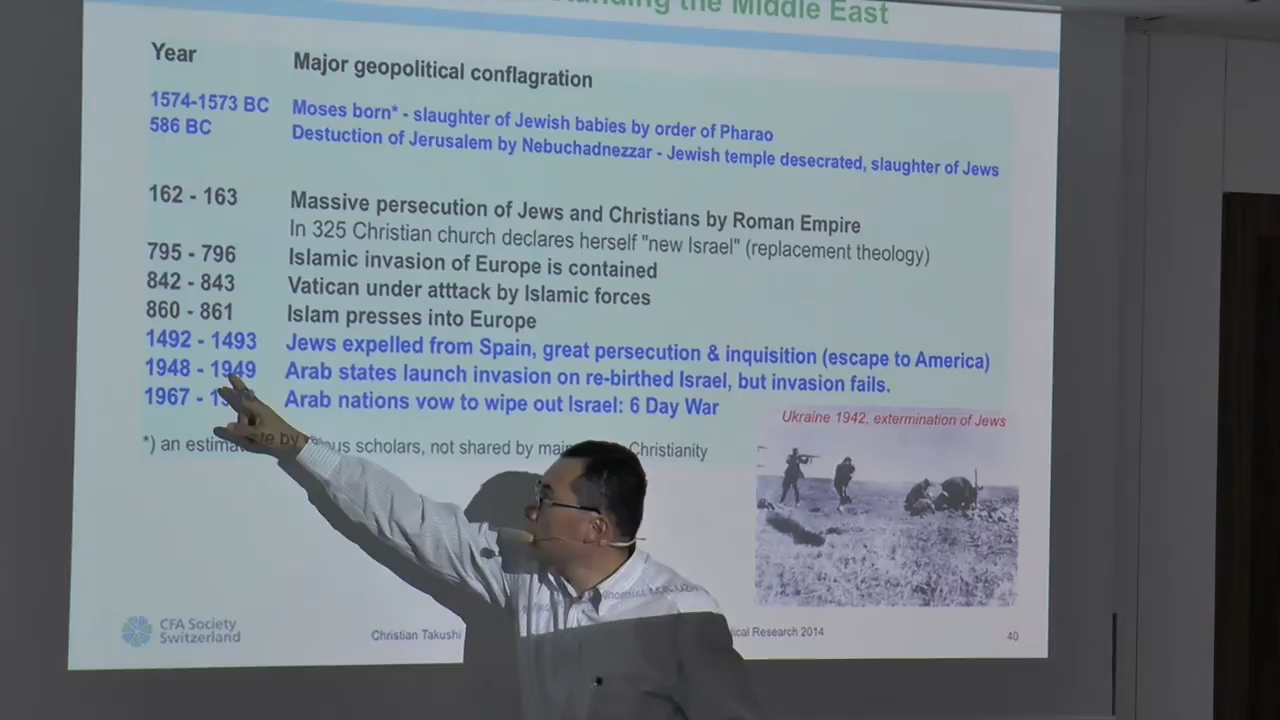 the Middle East
Year Major geopolitical conflagration
1574-1573 BC Moses born* - slaughter of Jewish babies by order of Pharao
586 BC Destuction of Jerusalem by Nebuchadnezzar - Jewish temple desecrated, slaughter of Jews
162 - 163 Massive persecution of Jews and Christians by Roman Empire
In 325 Christian church declares herself "new Israel" (replacement theology)
795 - 796 Islamic invasion of Europe is contained
842 - 843 Vatican under atttack by Islamic forces
860 - 861 Islam presses into Europe
1492 - 1493 Jews expelled from Spain, great persecution & inquisition (escape to America)
1948 - 1949 Arab states launch invasion on re-birthed Israel, but invasion fails.
1967 - Arab nations vow to wipe out Israel: 6 Day War
Ukraine 1942, extermination of Jews
*) an by scholars, not shared by Christianity
CFA Society
Switzerland
Christian Takushi Research 2014
40